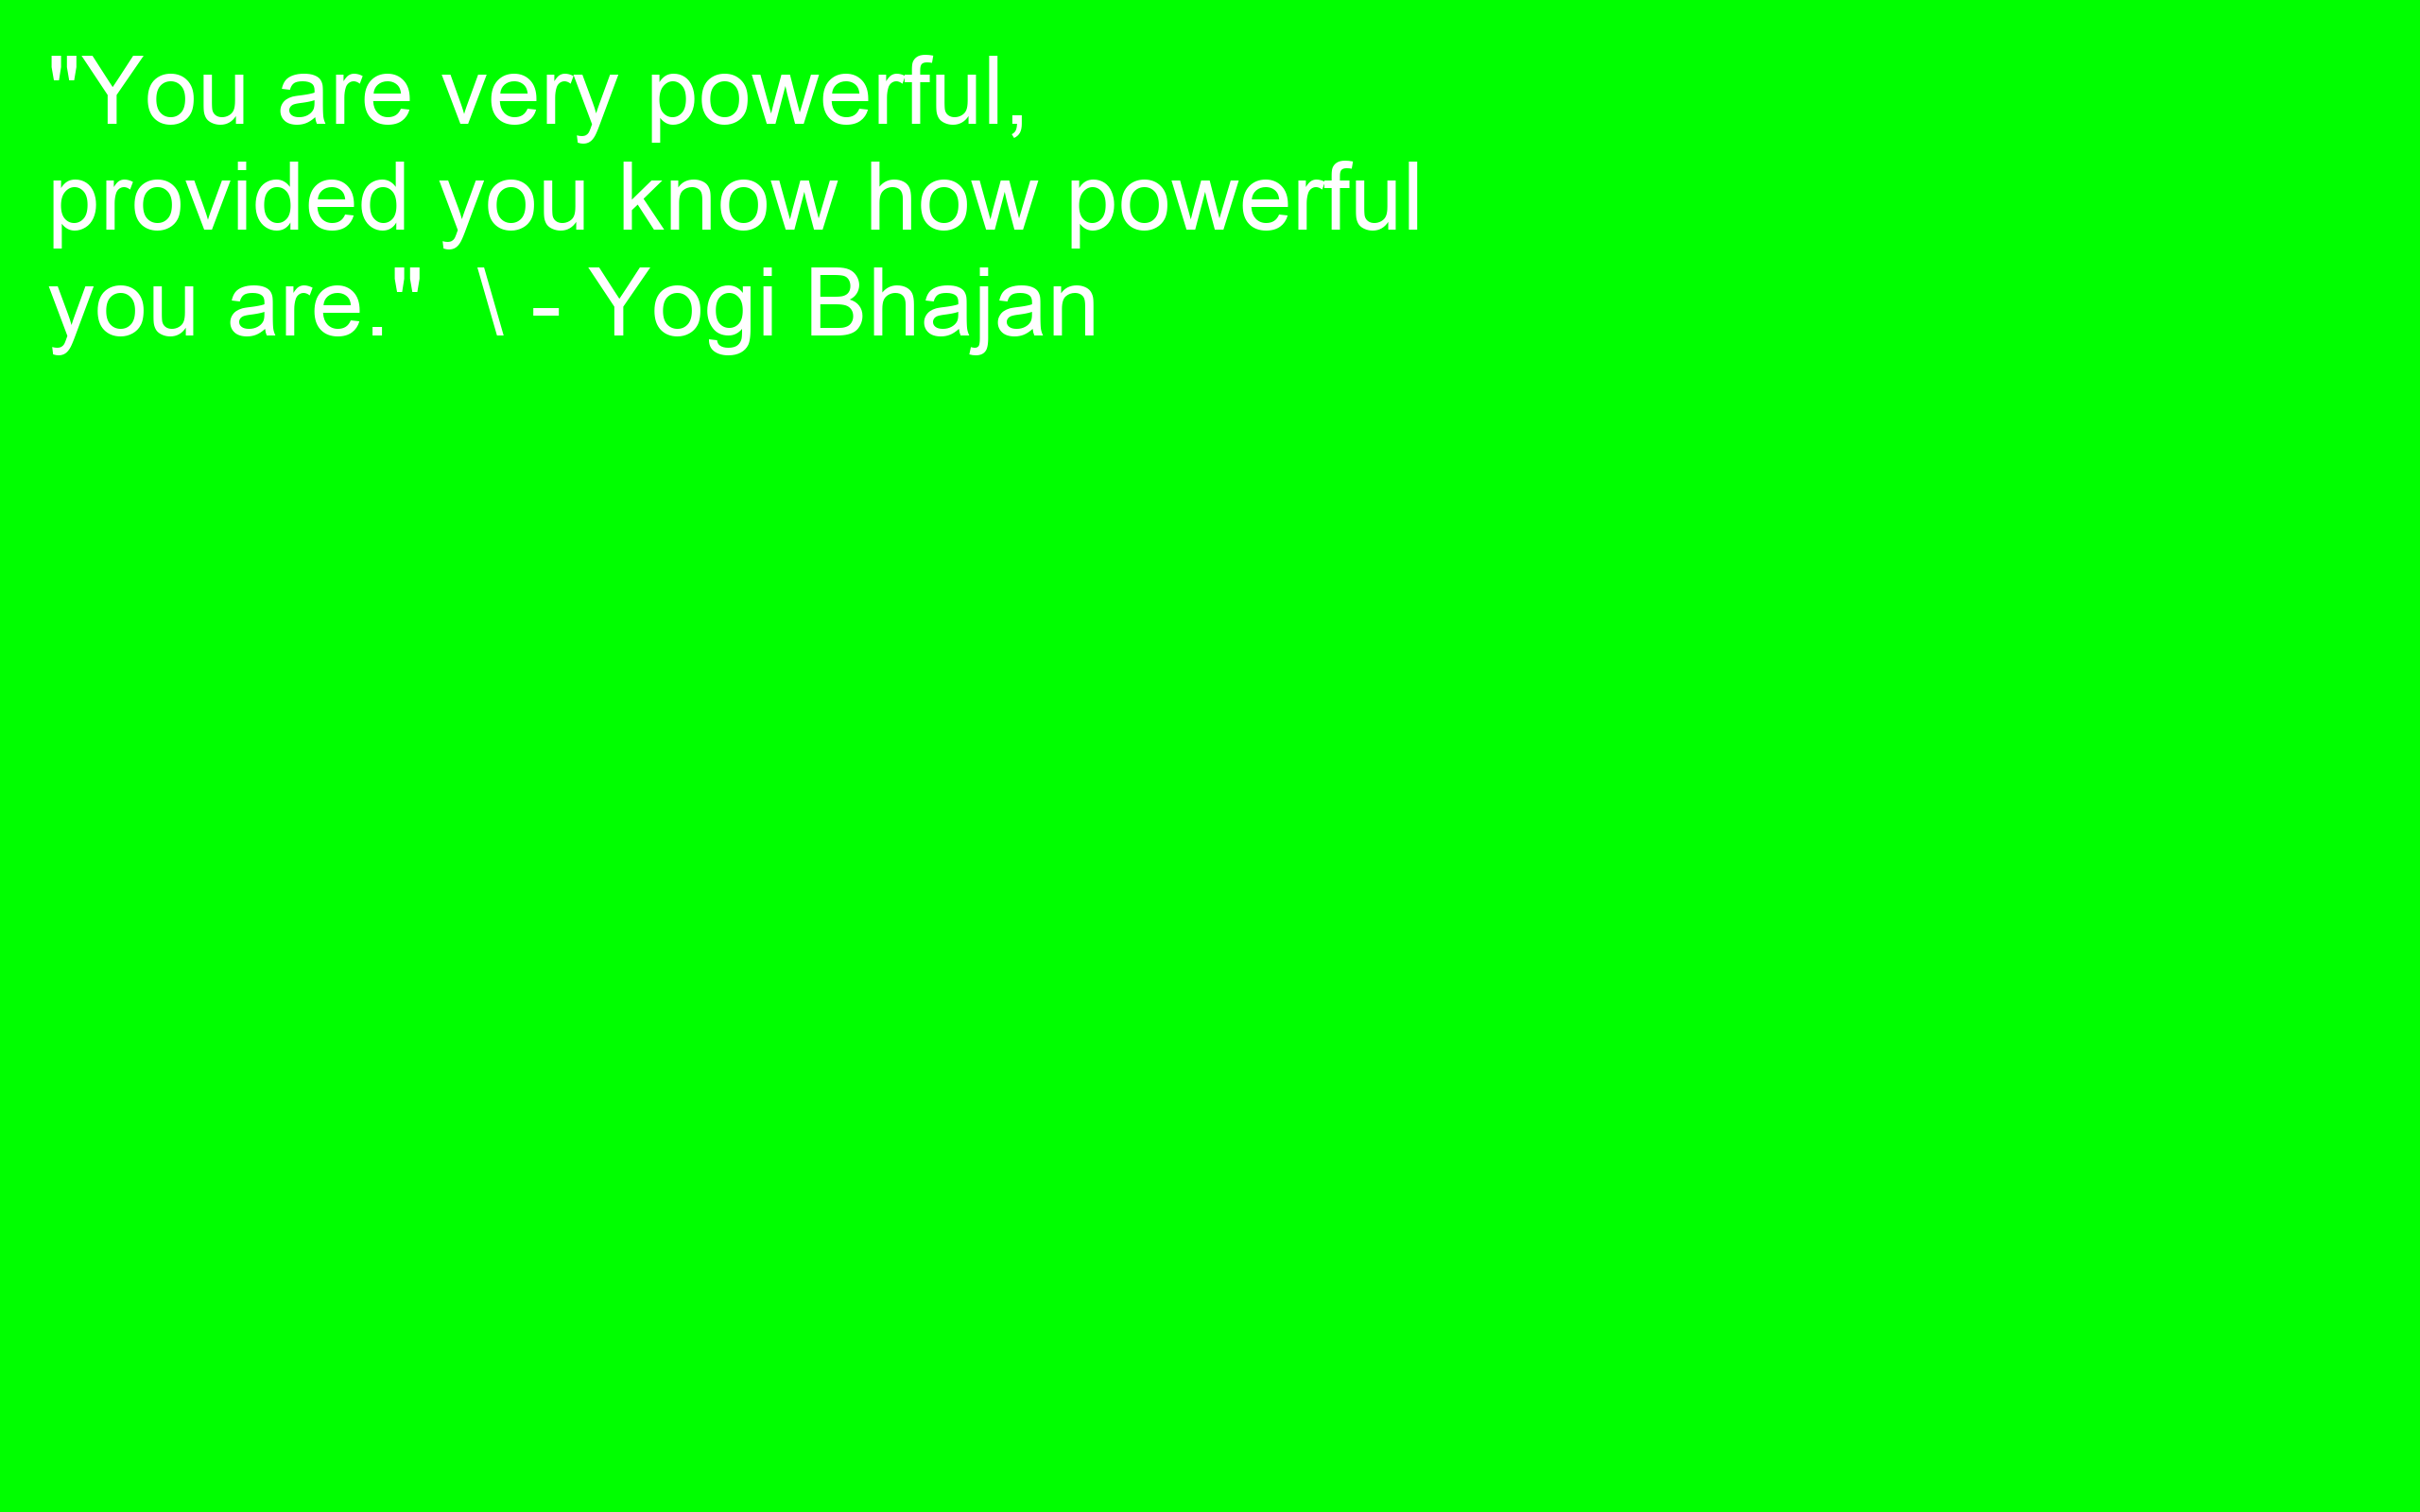 "You are very powerful,
provided you know how powerful
you are."  \ - Yogi Bhajan